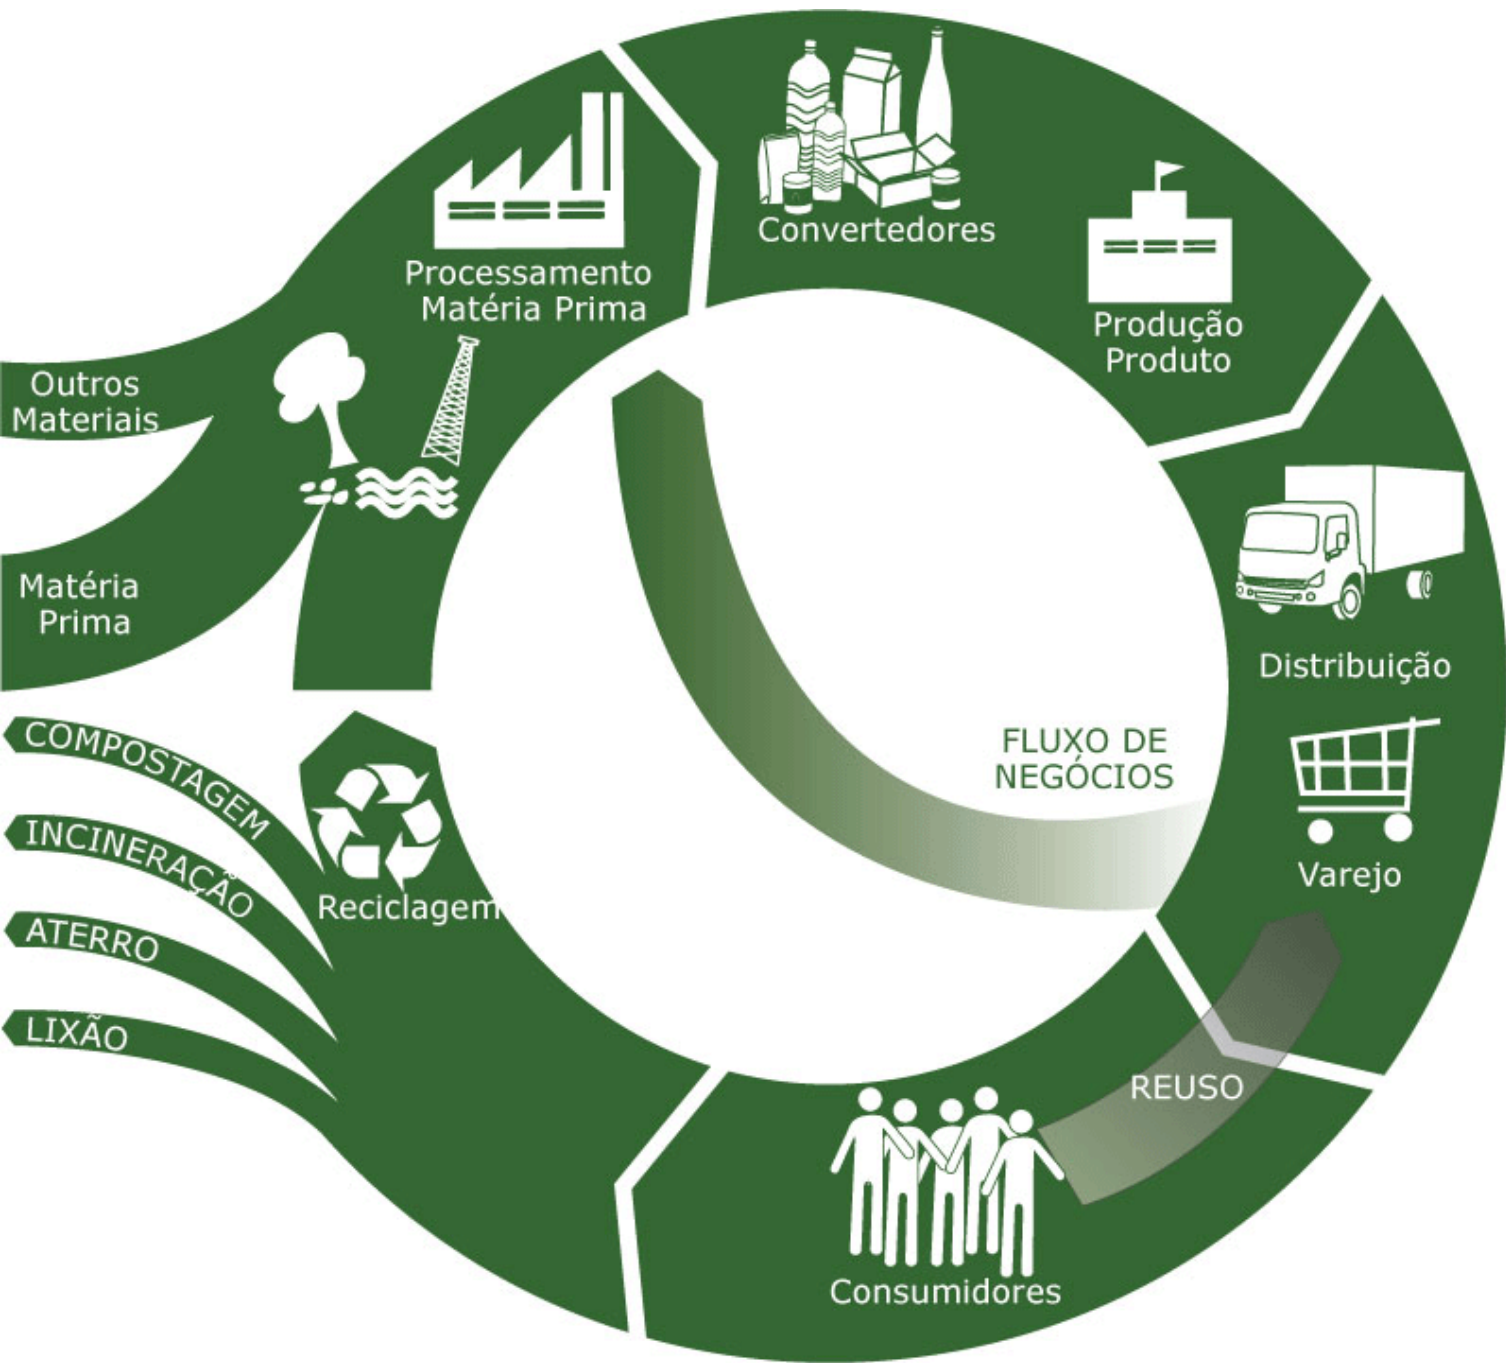 Convertedores
Processamento
Matéria Prima
Produção
Produto
Outros
Materiais
Matéria
Prima
Distribuição
COMPOSTAGEM
FLUXO DE
NEGÓCIOS
INCINERAÇÃO
Varejo
Reciclagem
ATERRO
LIXÃO
REUSO
Consumidores